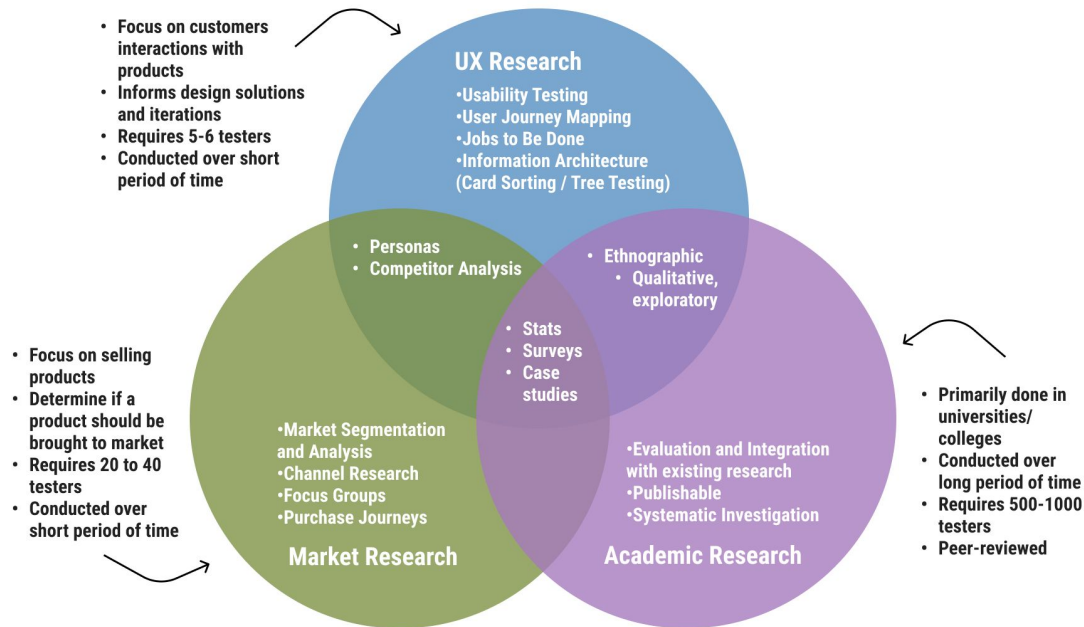 • Focus on customers
interactions with
products
• Informs design solutions
and iterations
• Requires 5-6 testers
• Conducted over short
period of time
UX Research
•Usability Testing
•User Journey Mapping
•Jobs to Be Done
•Information Architecture
(Card Sorting / Tree Testing)
• Personas
• Competitor Analysis
• Ethnographic
• Qualitative,
exploratory
• Stats
• Surveys
• Case
studies
• Focus on selling
products
• Determine if a
product should be
brought to market
• Requires 20 to 40
testers
• Conducted over
short period of time
•Market Segmentation
and Analysis
•Channel Research
•Focus Groups
•Purchase Journeys
Market Research
•Evaluation and Integration
with existing research
•Publishable
•Systematic Investigation
Academic Research
• Primarily done in
universities/
colleges
• Conducted over
long period of time
• Requires 500-1000
testers
• Peer-reviewed